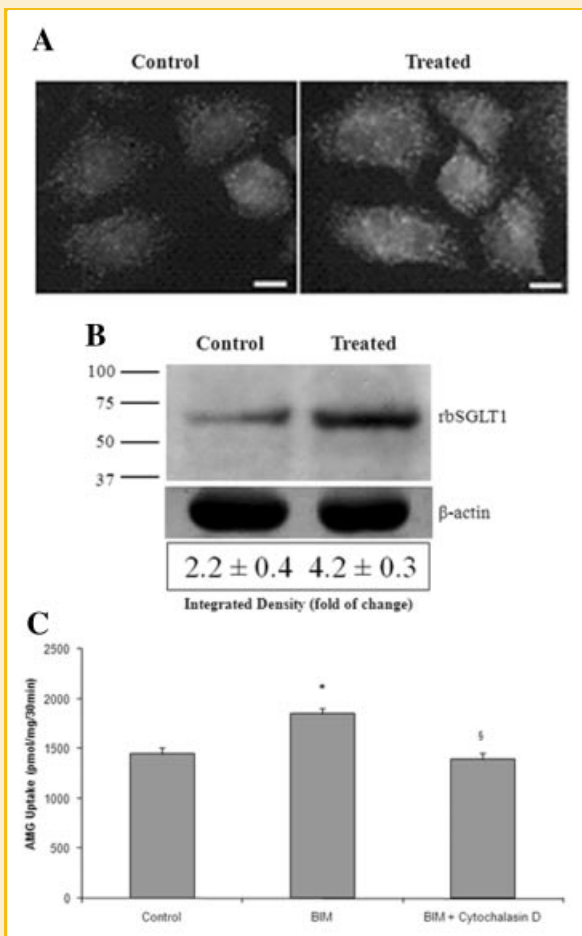 A
Control Treated
B
Control Treated
100
75
50
37
rbSGLT1
β-actin
2.2 ± 0.4 4.2 ± 0.3
Integrated Density (fold of change)
C
AMG Uptake (pmol/mg/30min)
2500
2000
1500
1000
500
0
*
§
Control BIM BIM + Cytochalasin D